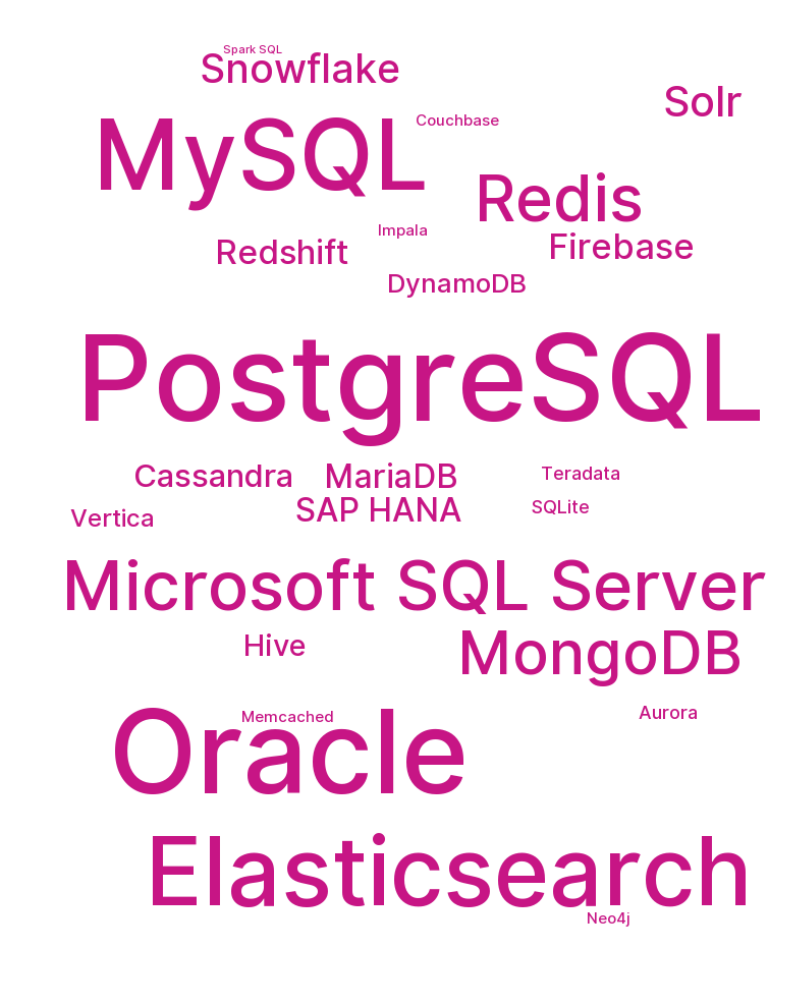 Spark SQL
Snowflake
Solr
MySQL
Couchbase
Redis
Impala
Redshift
Firebase
DynamoDB
PostgreSQL
Cassandra
MariaDB
Teradata
Vertica
SAP HANA
SQLite
Microsoft SQL Server
Hive
MongoDB
Memcached
Aurora
Oracle
Elasticsearch
Neo4j